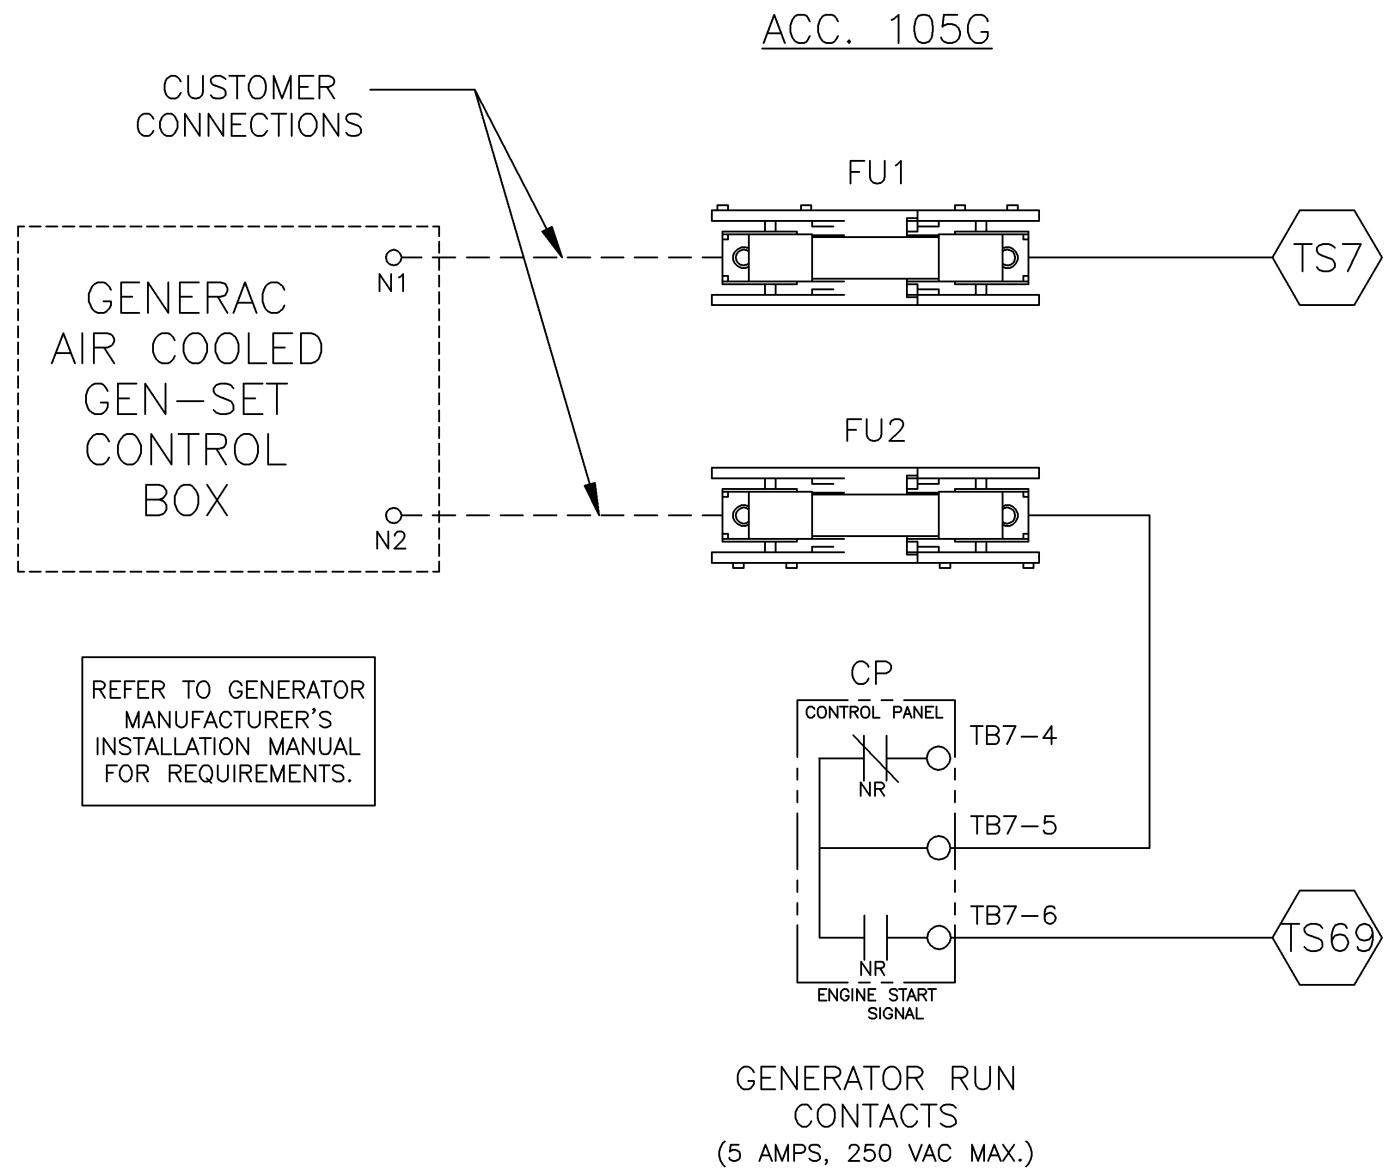 ACC. 105G
CUSTOMER
CONNECTIONS
FU1
N1
TS7
GENERAC
AIR COOLED
GEN-SET
CONTROL
BOX
FU2
N2
REFER TO GENERATOR
MANUFACTURER'S
INSTALLATION MANUAL
FOR REQUIREMENTS.
CP
CONTROL PANEL
TB7-4
NR
TB7-5
TB7-6
NR
TS69
ENGINE START
SIGNAL
GENERATOR RUN
CONTACTS
(5 AMPS, 250 VAC MAX.)